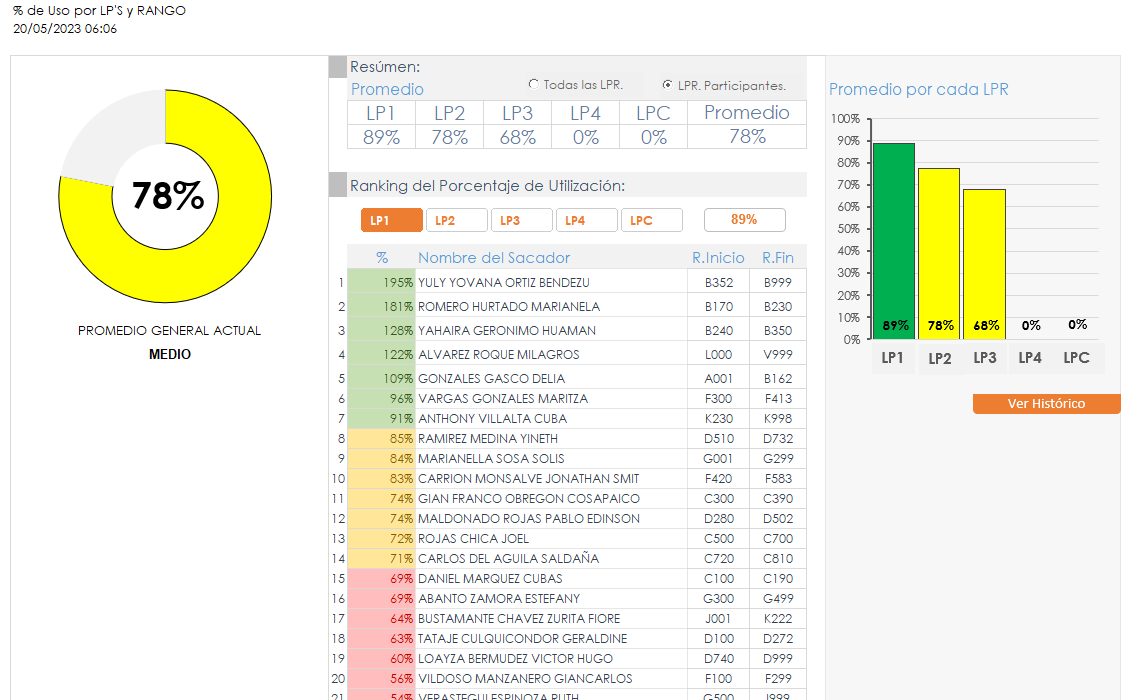 % de Uso por LP'S y RANGO
20/05/2023 06:06
78%
PROMEDIO GENERAL ACTUAL
MEDIO
Resúmen:
Promedio
Todas las LPR. LPR. Participantes.
LP1 LP2 LP3 LP4 LPC Promedio
89% 78% 68% 0% 0% 78%
Ranking del Porcentaje de Utilización:
LP1 LP2 LP3 LP4 LPC 89%
% Nombre del Sacador R.Inicio R.Fin
1 195% YULY YOVANA ORTIZ BENDEZU B352 B999
2 181% ROMERO HURTADO MARIANELA B170 B230
3 128% YAHAIRA GERONIMO HUAMAN B240 B350
4 122% ALVAREZ ROQUE MILAGROS L000 V999
5 109% GONZALES GASCO DELIA A001 B162
6 96% VARGAS GONZALES MARITZA F300 F413
7 91% ANTHONY VILLALTA CUBA K230 K998
8 85% RAMIREZ MEDINA YINETH D510 D732
9 84% MARIANELLA SOSA SOLIS G001 G299
10 83% CARRION MONSALVE JONATHAN SMIT F420 F583
11 74% GIAN FRANCO OBREGON COSAPAICO C300 C390
12 74% MALDONADO ROJAS PABLO EDINSON D280 D502
13 72% ROJAS CHICA JOEL C500 C700
14 71% CARLOS DEL AGUILA SALDAÑA C720 C810
15 69% DANIEL MARQUEZ CUBAS C100 C190
16 69% ABANTO ZAMORA ESTEFANY G300 G499
17 64% BUSTAMANTE CHAVEZ ZURITA FIORE J001 K222
18 63% TATAJE CULQUICONDOR GERALDINE D100 D272
19 60% LOAYZA BERMUDEZ VICTOR HUGO D740 D999
20 56% VILDOSO MANZANERO GIANCARLOS F100 F299
21 54% VERASTEGUI ESPINOZA RUTH G500 J999
Promedio por cada LPR
100%
90%
80%
70%
60%
50%
40%
30%
20%
10%
0%
89% 78% 68% 0% 0%
LP1 LP2 LP3 LP4 LPC
Ver Histórico